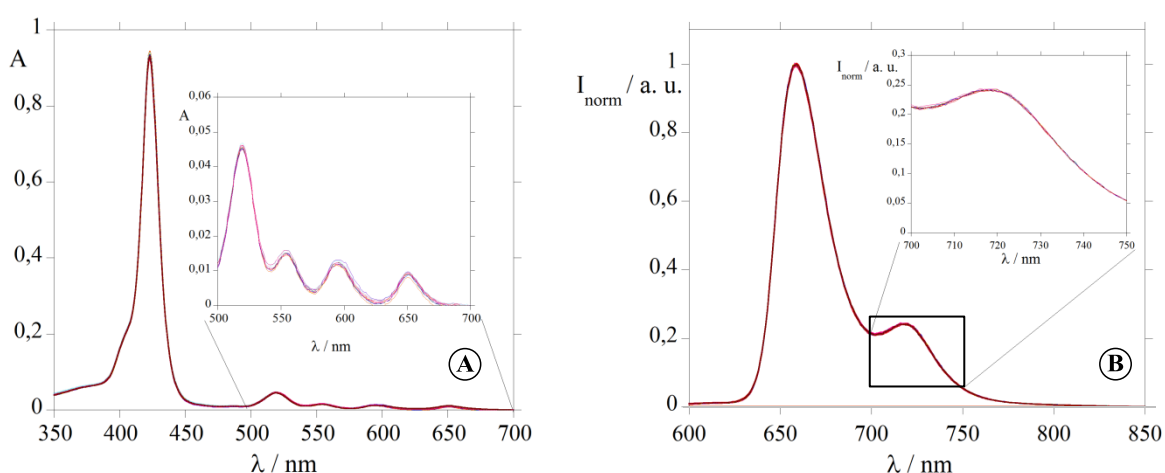 1
A
0,8
0,6
0,4
0,2
0
350 400 450 500 550 600 650 700
λ / nm
0,06
A
0,05
0,04
0,03
0,02
0,01
0
500 550 600 650 700
λ / nm
A
1
I norm / a. u.
0,8
0,6
0,4
0,2
0
600 650 700 750 800 850
λ / nm
0,3
I norm / a. u.
0,25
0,2
0,15
0,1
0,05
0
700 710 720 730 740 750
λ / nm
B